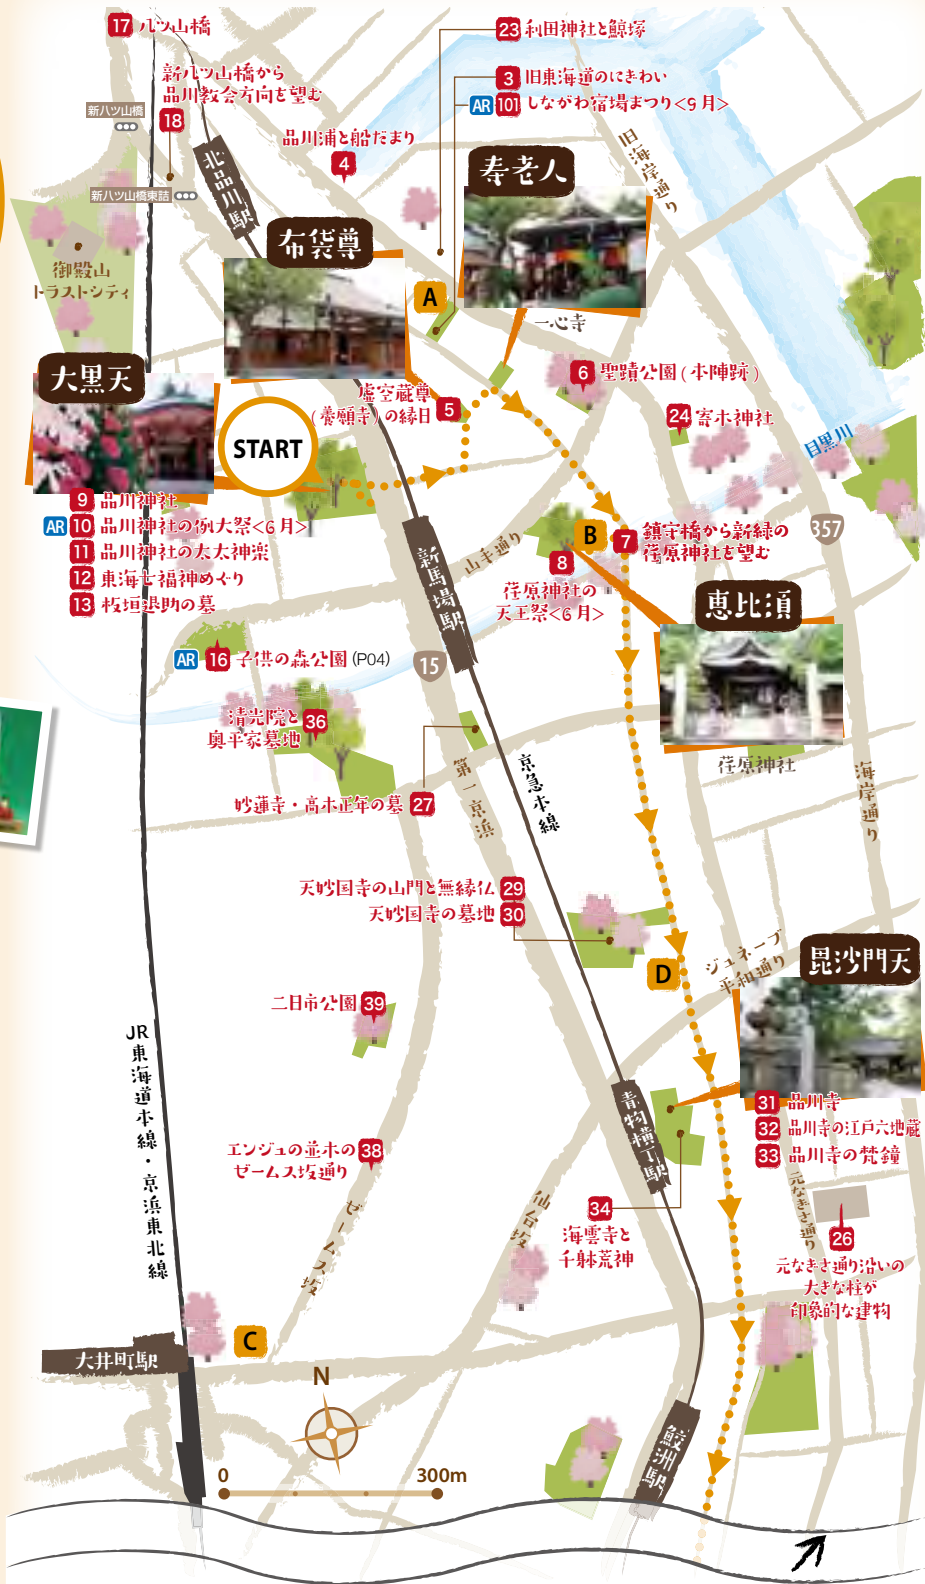 17 八ツ山橋
23 利田神社と鯨塚
新八ツ山橋から
品川教会方向を望む
18
新八ツ山橋
新八ツ山橋東詰
3 旧東海道のにぎわい
AR 101 しながわ宿場まつり<9月>
品川浦と船だまり
4
旧海岸通り
北品川駅
寿老人
布袋尊
御殿山
トラストシティ
A
一心寺
大黒天
虚空蔵尊
(養願寺)の縁日 5
6 聖蹟公園(本陣跡)
24 寄木神社
START
目黒川
9 品川神社
AR 10 品川神社の例大祭<6月>
11 品川神社の太太神楽
12 東海七福神めぐり
13 板垣退助の墓
新馬場駅
山手通り
B
7 鎮守橋から新緑の
荏原神社を望む
357
8
荏原神社の
天王祭<6月>
恵比須
AR 16 子供の森公園 (P04)
15
清光院と
奥平家墓地 36
荏原神社
海岸通り
第一京浜
京急本線
妙蓮寺・高木正年の墓 27
天妙国寺の山門と無縁仏 29
天妙国寺の墓地 30
D
ジュネーブ
平和通り
毘沙門天
二日市公園 39
JR東海道本線・京浜東北線
青物横丁駅
31 品川寺
32 品川寺の江戸六地蔵
33 品川寺の梵鐘
エンジュの並木の
ゼームス坂通り 38
ゼームス坂
仙台坂
34
海雲寺と
千躰荒神
元なぎさ通り
26
元なぎさ通り沿いの
大きな柱が
印象的な建物
C
大井町駅
N
鮫洲駅
0 300m